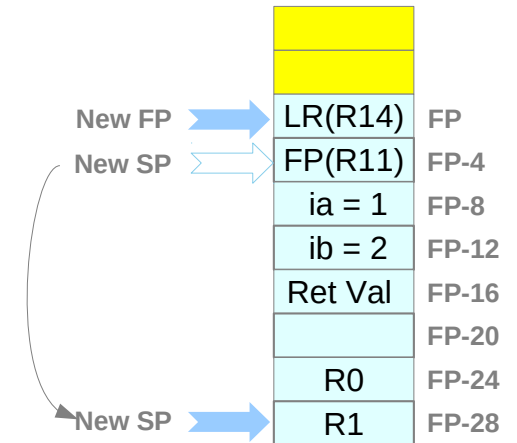 New FP LR(R14) FP
New SP FP(R11) FP-4
ia = 1 FP-8
ib = 2 FP-12
Ret Val FP-16
FP-20
R0 FP-24
New SP R1 FP-28